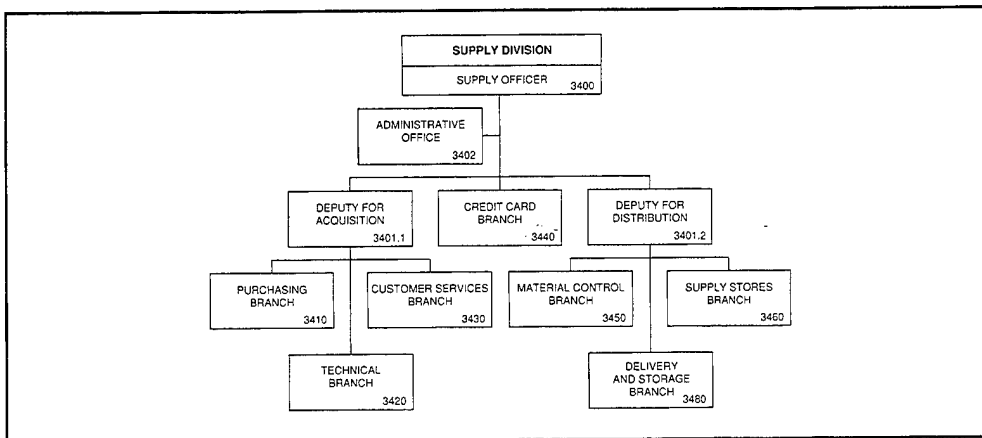 SUPPLY DIVISION
SUPPLY OFFICER
3400
ADMINISTRATIVE
OFFICE
3402
DEPUTY FOR
ACQUISITION
3401.1
CREDIT CARD
BRANCH
3440
DEPUTY FOR
DISTRIBUTION
3401.2
PURCHASING
BRANCH
3410
CUSTOMER SERVICES
BRANCH
3430
MATERIAL CONTROL
BRANCH
3450
SUPPLY STORES
BRANCH
3460
TECHNICAL
BRANCH
3420
DELIVERY
AND STORAGE
BRANCH
3480